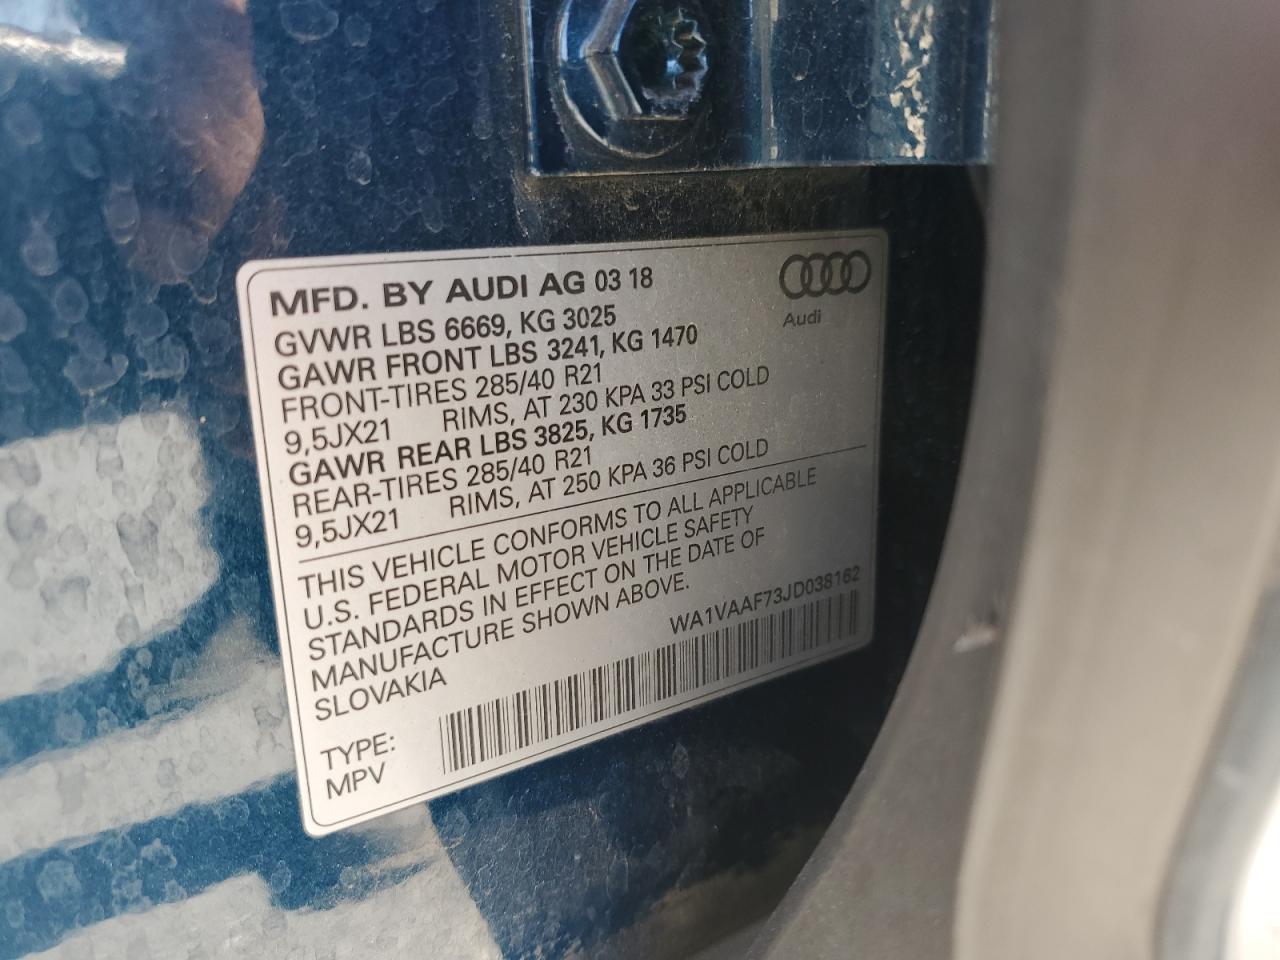 MFD. BY AUDI AG 03 18
Audi
GVWR LBS 6669, KG 3025
GAWR FRONT LBS 3241, KG 1470
FRONT-TIRES 285/40 R21
9,5JX21 RIMS, AT 230 KPA 33 PSI COLD
GAWR REAR LBS 3825, KG 1735
REAR-TIRES 285/40 R21
9,5JX21 RIMS, AT 250 KPA 36 PSI COLD
THIS VEHICLE CONFORMS TO ALL APPLICABLE
U.S. FEDERAL MOTOR VEHICLE SAFETY
STANDARDS IN EFFECT ON THE DATE OF
MANUFACTURE SHOWN ABOVE.
SLOVAKIA
WA1VAAF73JD038162
TYPE:
MPV